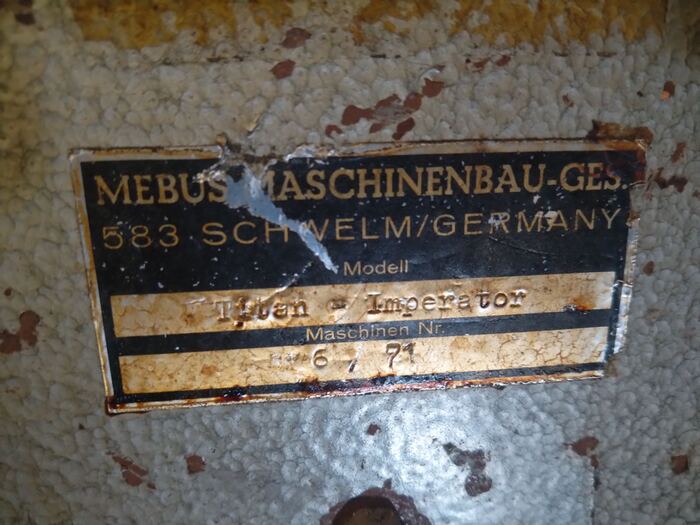 MEBUS MASCHINENBAU-GES.
583 SCHWELM/GERMANY
Modell
Titan - Imperator
Maschinen Nr.
6 / 71